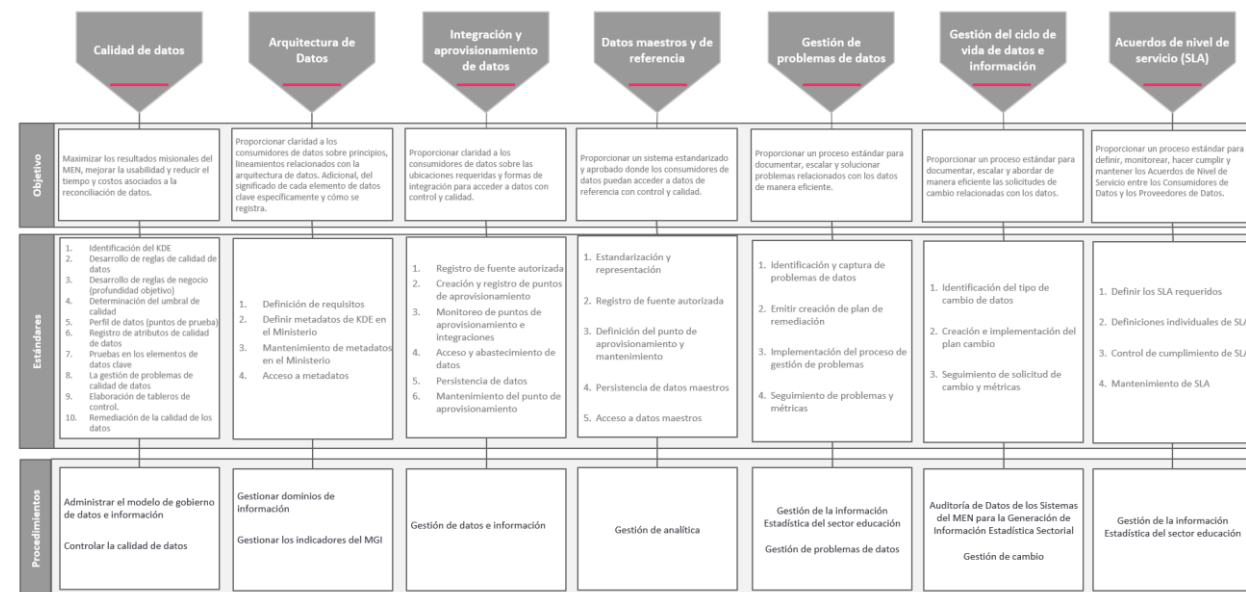 Calidad de datos
Arquitectura de
Datos
Integración y
aprovisionamiento
de datos
Datos maestros y de
referencia
Gestión de
problemas de datos
Gestión del ciclo de
vida de datos e
información
Acuerdos de nivel de
servicio (SLA)
Objetivo
Maximizar los resultados misionales del
MEN, mejorar la usabilidad y reducir el
tiempo y costos asociados a la
reconciliación de datos.
Proporcionar claridad a los
consumidores de datos sobre principios,
lineamientos relacionados con la
arquitectura de datos. Adicional, del
significado de cada elemento de datos
clave específicamente y cómo se
registra.
Proporcionar claridad a los
consumidores de datos sobre las
ubicaciones requeridas y formas de
integración para acceder a datos con
control y calidad.
Proporcionar un sistema estandarizado
y aprobado donde los consumidores de
datos puedan acceder a datos de
referencia con control y calidad.
Proporcionar un proceso estándar para
documentar, escalar y solucionar
problemas relacionados con los datos
de manera eficiente.
Proporcionar un proceso estándar para
documentar, escalar y abordar de
manera eficiente las solicitudes de
cambio relacionadas con los datos.
Proporcionar un proceso estándar para
definir, monitorear, hacer cumplir y
mantener los Acuerdos de Nivel de
Servicio entre los Consumidores de
Datos y los Proveedores de Datos.
Estándares
1. Identificación del KDE
2. Desarrollo de reglas de calidad de
datos
3. Desarrollo de reglas de negocio
(profundidad objetivo)
4. Determinación del umbral de
calidad
5. Perfil de datos (puntos de prueba)
6. Registro de atributos de calidad
de datos
7. Pruebas en los elementos de
datos clave
8. La gestión de problemas de
calidad de datos
9. Elaboración de tableros de
control.
10. Remediación de la calidad de los
datos
1. Definición de requisitos
2. Definir metadatos de KDE en
el Ministerio
3. Mantenimiento de metadatos
en el Ministerio
4. Acceso a metadatos
1. Registro de fuente autorizada
2. Creación y registro de puntos
de aprovisionamiento
3. Monitoreo de puntos de
aprovisionamiento e
integraciones
4. Acceso y abastecimiento de
datos
5. Persistencia de datos
6. Mantenimiento del punto de
aprovisionamiento
1. Estandarización y
representación
2. Registro de fuente autorizada
3. Definición del punto de
aprovisionamiento y
mantenimiento
4. Persistencia de datos maestros
5. Acceso a datos maestros
1. Identificación y captura de
problemas de datos
2. Emitir creación de plan de
remediación
3. Implementación del proceso de
gestión de problemas
4. Seguimiento de problemas y
métricas
1. Identificación del tipo de
cambio de datos
2. Creación e implementación del
plan cambio
3. Seguimiento de solicitud de
cambio y métricas
1. Definir los SLA requeridos
2. Definiciones individuales de SLA
3. Control de cumplimiento de SLA
4. Mantenimiento de SLA
Procedimientos
Administrar el modelo de gobierno
de datos e información
Controlar la calidad de datos
Gestionar dominios de
información
Gestionar los indicadores del MGI
Gestión de datos e información
Gestión de analítica
Gestión de la información
Estadística del sector educación
Gestión de problemas de datos
Auditoría de Datos de los Sistemas
del MEN para la Generación de
Información Estadística Sectorial
Gestión de cambio
Gestión de la información
Estadística del sector educación